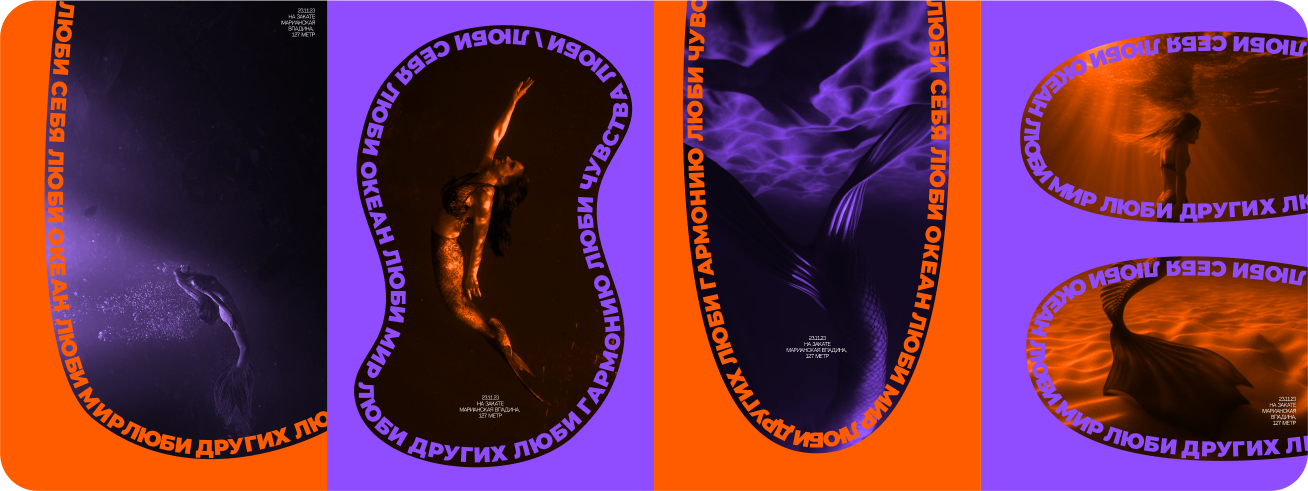 ЛЮБИ СЕБЯ ЛЮБИ ОКЕАН ЛЮБИ МИР ЛЮБИ ДРУГИХ ЛЮ
23.11.23
НА ЗАКАТЕ
МАРИАНСКАЯ
ВПАДИНА,
127 МЕТР
ЛЮБИ / ЛЮБИ СЕБЯ ЛЮБИ ОКЕАН ЛЮБИ МИР ЛЮБИ ДРУГИХ ЛЮБИ ГАРМОНИЮ ЛЮБИ ЧУВСТВА
23.11.23
НА ЗАКАТЕ
МАРИАНСКАЯ ВПАДИНА,
127 МЕТР
ЛЮБИ СЕБЯ ЛЮБИ ОКЕАН ЛЮБИ МИР ЛЮБИ ДРУГИХ ЛЮБИ ГАРМОНИЮ ЛЮБИ ЧУВС
23.11.23
НА ЗАКАТЕ
МАРИАНСКАЯ ВПАДИНА,
127 МЕТР
ЛЮБИ СЕБЯ ЛЮБИ ОКЕАН ЛЮБИ МИР ЛЮБИ ДРУГИХ
ЛЮБИ СЕБЯ ЛЮБИ ОКЕАН ЛЮБИ МИР ЛЮБИ ДРУГИХ
23.11.23
НА ЗАКАТЕ
МАРИАНСКАЯ
ВПАДИНА,
127 МЕТР